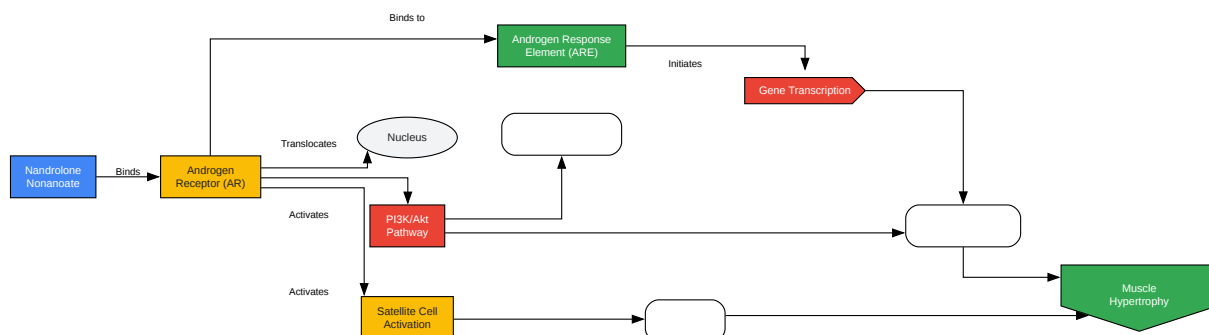 Binds to
Androgen Response
Element (ARE)
Initiates
Gene Transcription
Translocates
Nucleus
Nandrolone
Nonanoate
Binds
Androgen
Receptor (AR)
Activates
PI3K/Akt
Pathway
Activates
Satellite Cell
Activation
Muscle
Hypertrophy